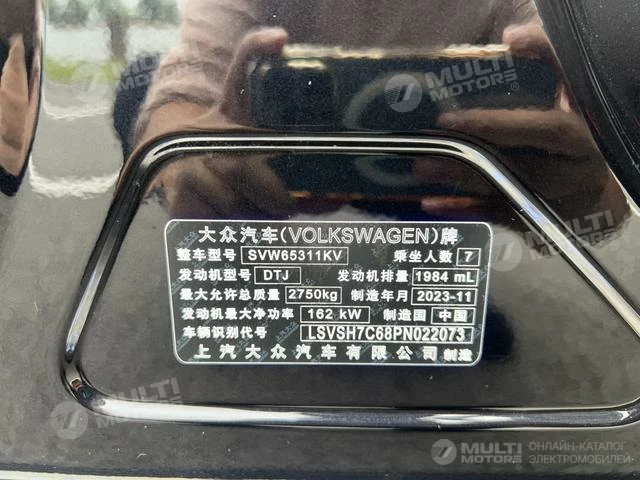 MULTI
MOTORS®
大众汽车(VOLKSWAGEN)牌
整车型号 SVW65311KV 乘坐人数 7
发动机型号 DTJ 发动机排量 1984 mL
最大允许总质量 2750kg 制造年月 2023-11
发动机最大净功率 162 kW 制造国 中国
车辆识别代号 LSVSH7C68PN022073
上汽大众汽车有限公司 制造
MULTI
MOTORS®
ОНЛАЙН-КАТАЛОГ
ЭЛЕКТРОМОБИЛЕЙ